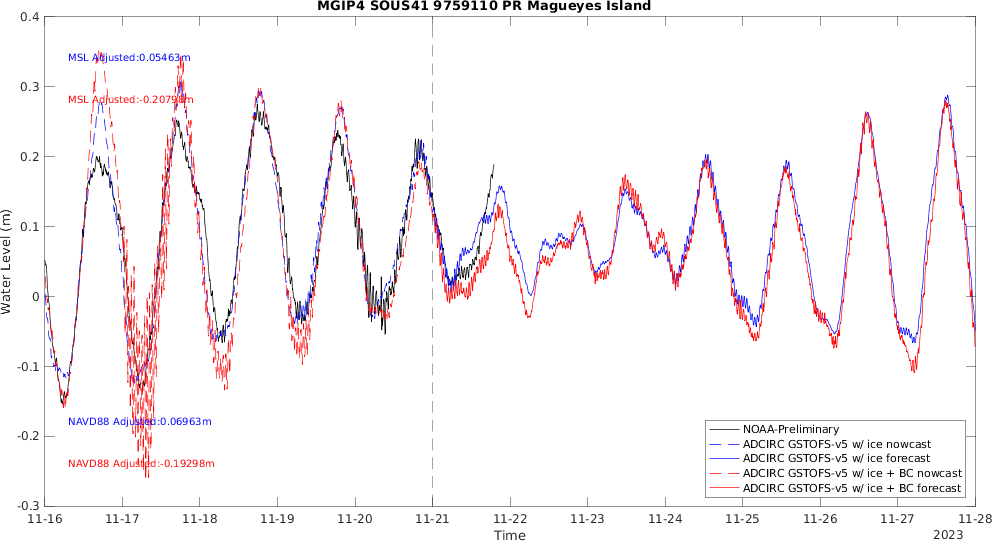 MGIP4 SOUS41 9759110 PR Magueyes Island
0.4
0.3
0.2
0.1
0
-0.1
-0.2
-0.3
Water Level (m)
MSL Adjusted:0.05463m
MSL Adjusted:-0.20798m
NAVD88 Adjusted:0.06963m
NAVD88 Adjusted:-0.19298m
NOAA-Preliminary
ADCIRC GSTOFS-v5 w/ ice nowcast
ADCIRC GSTOFS-v5 w/ ice forecast
ADCIRC GSTOFS-v5 w/ ice + BC nowcast
ADCIRC GSTOFS-v5 w/ ice + BC forecast
11-16 11-17 11-18 11-19 11-20 11-21 11-22 11-23 11-24 11-25 11-26 11-27 11-28
Time
2023